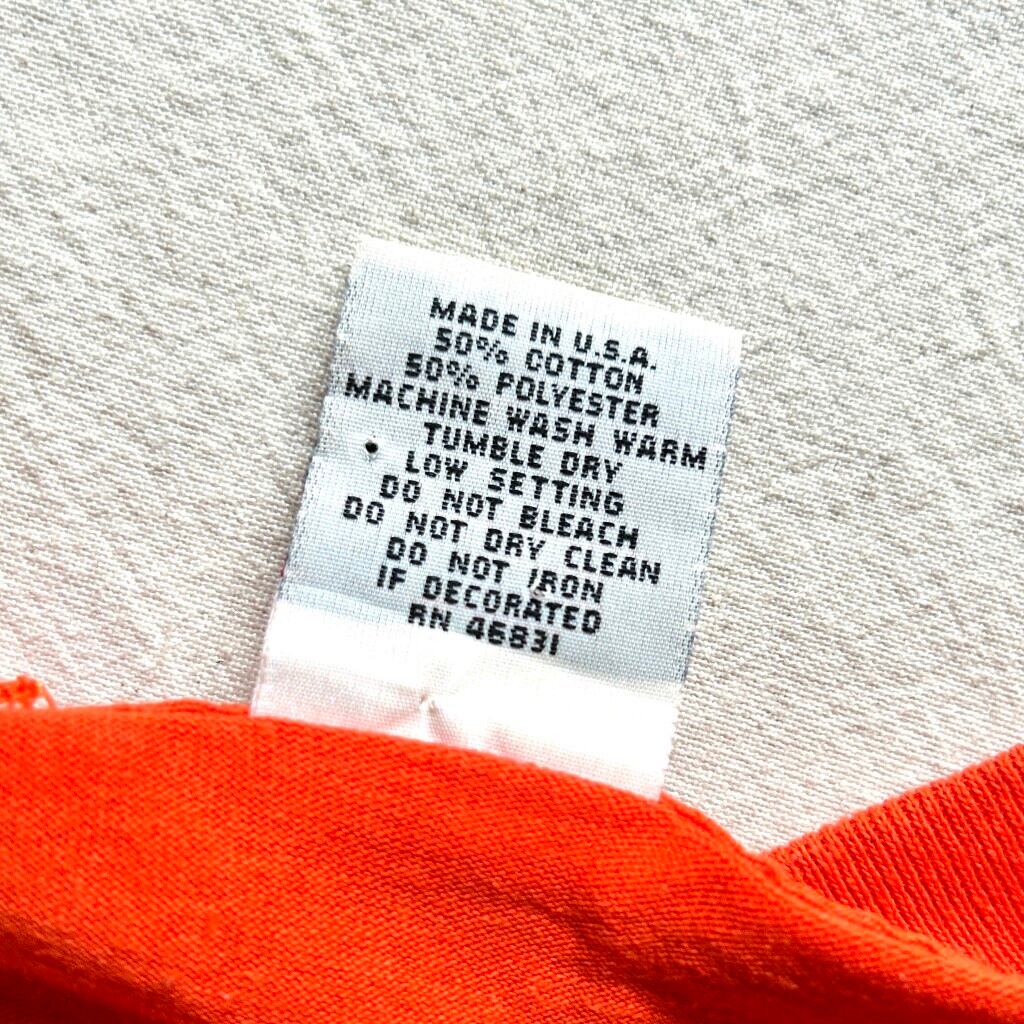 MADE IN U.S.A.
50% COTTON
50% POLYESTER
MACHINE WASH WARM
TUMBLE DRY
LOW SETTING
DO NOT BLEACH
DO NOT DRY CLEAN
DO NOT IRON
IF DECORATED
RN 46831